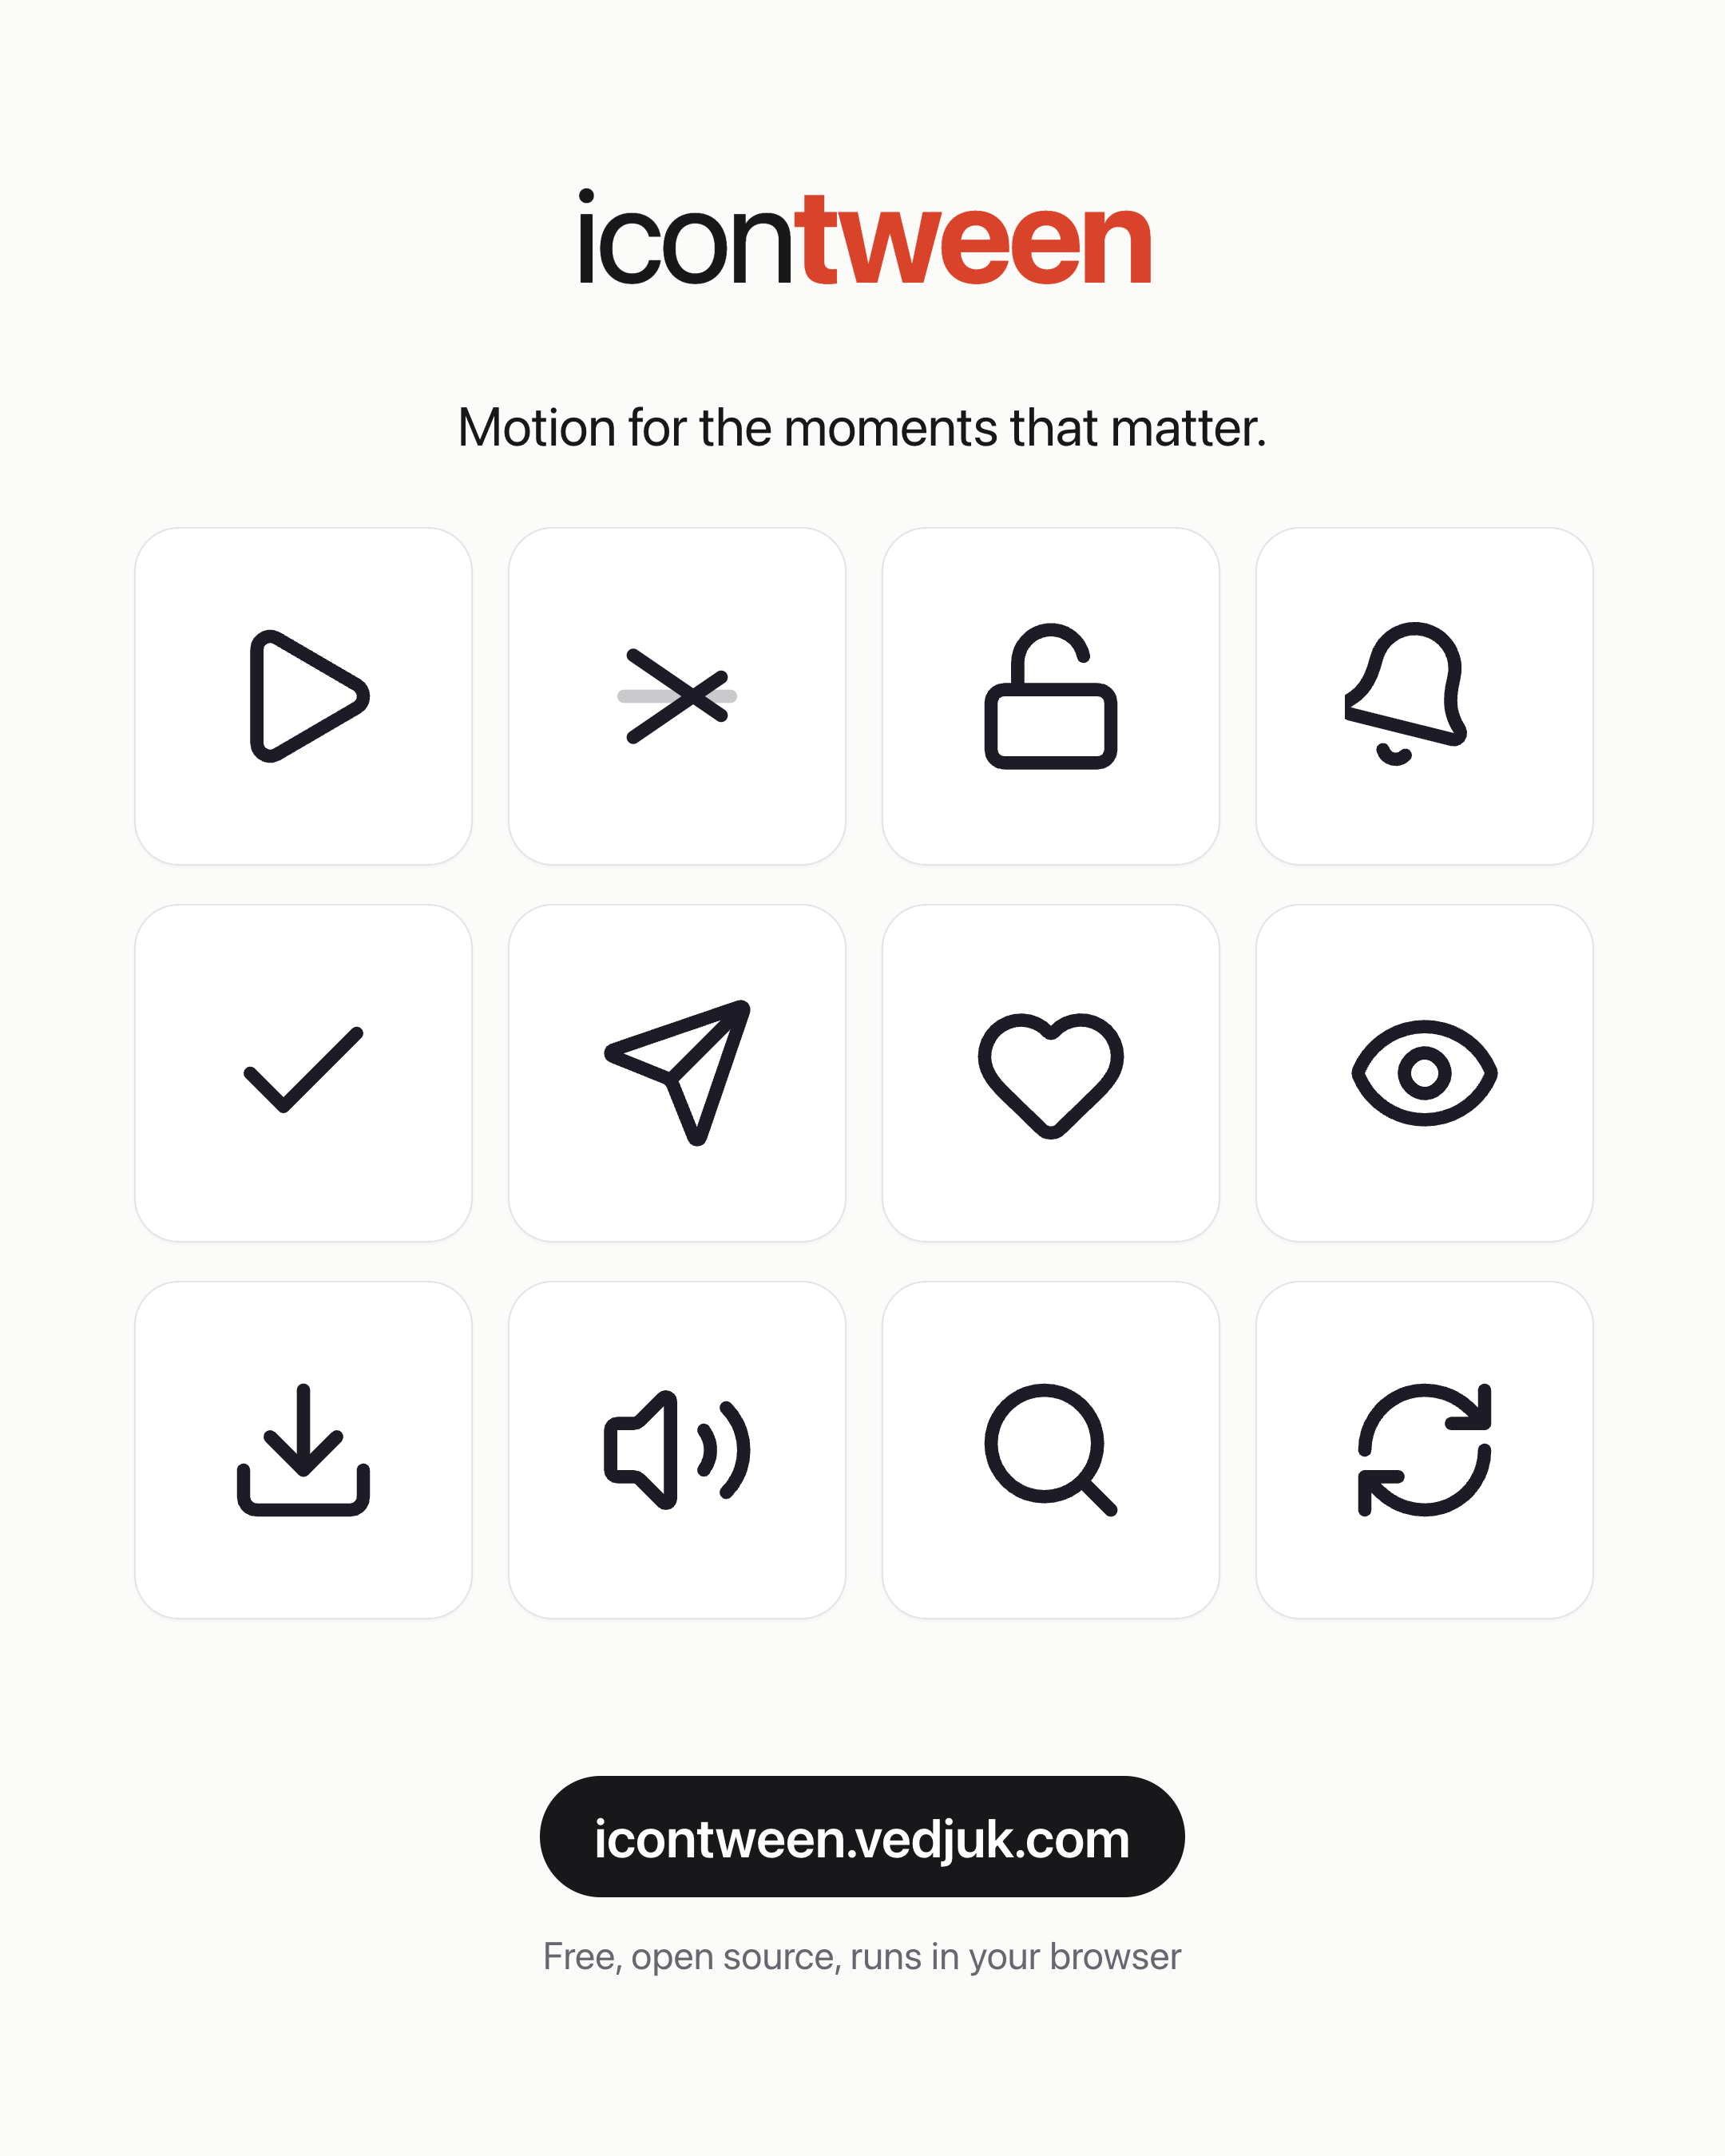 icontween
Motion for the moments that matter.
icontween.vedjuk.com
Free, open source, runs in your browser